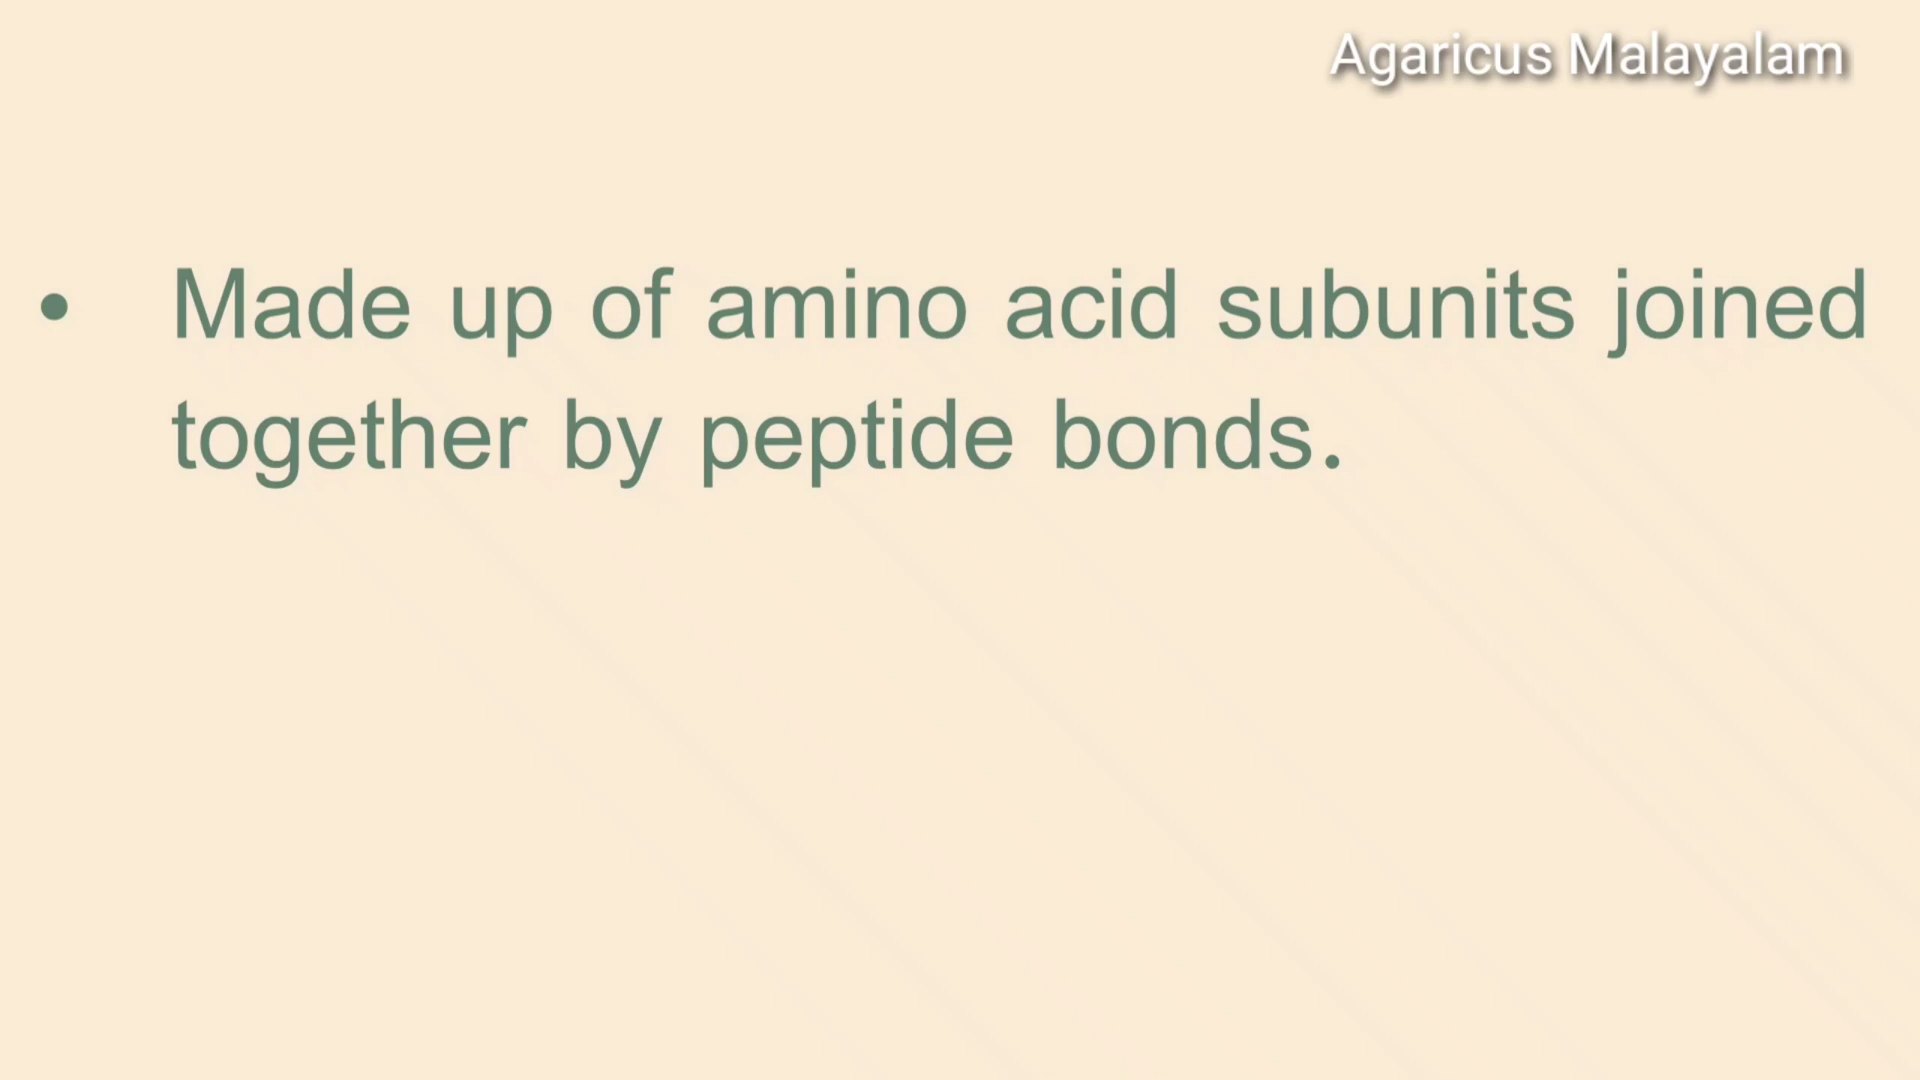 Agaricus Malayalam
• Made up of amino acid subunits joined
together by peptide bonds.